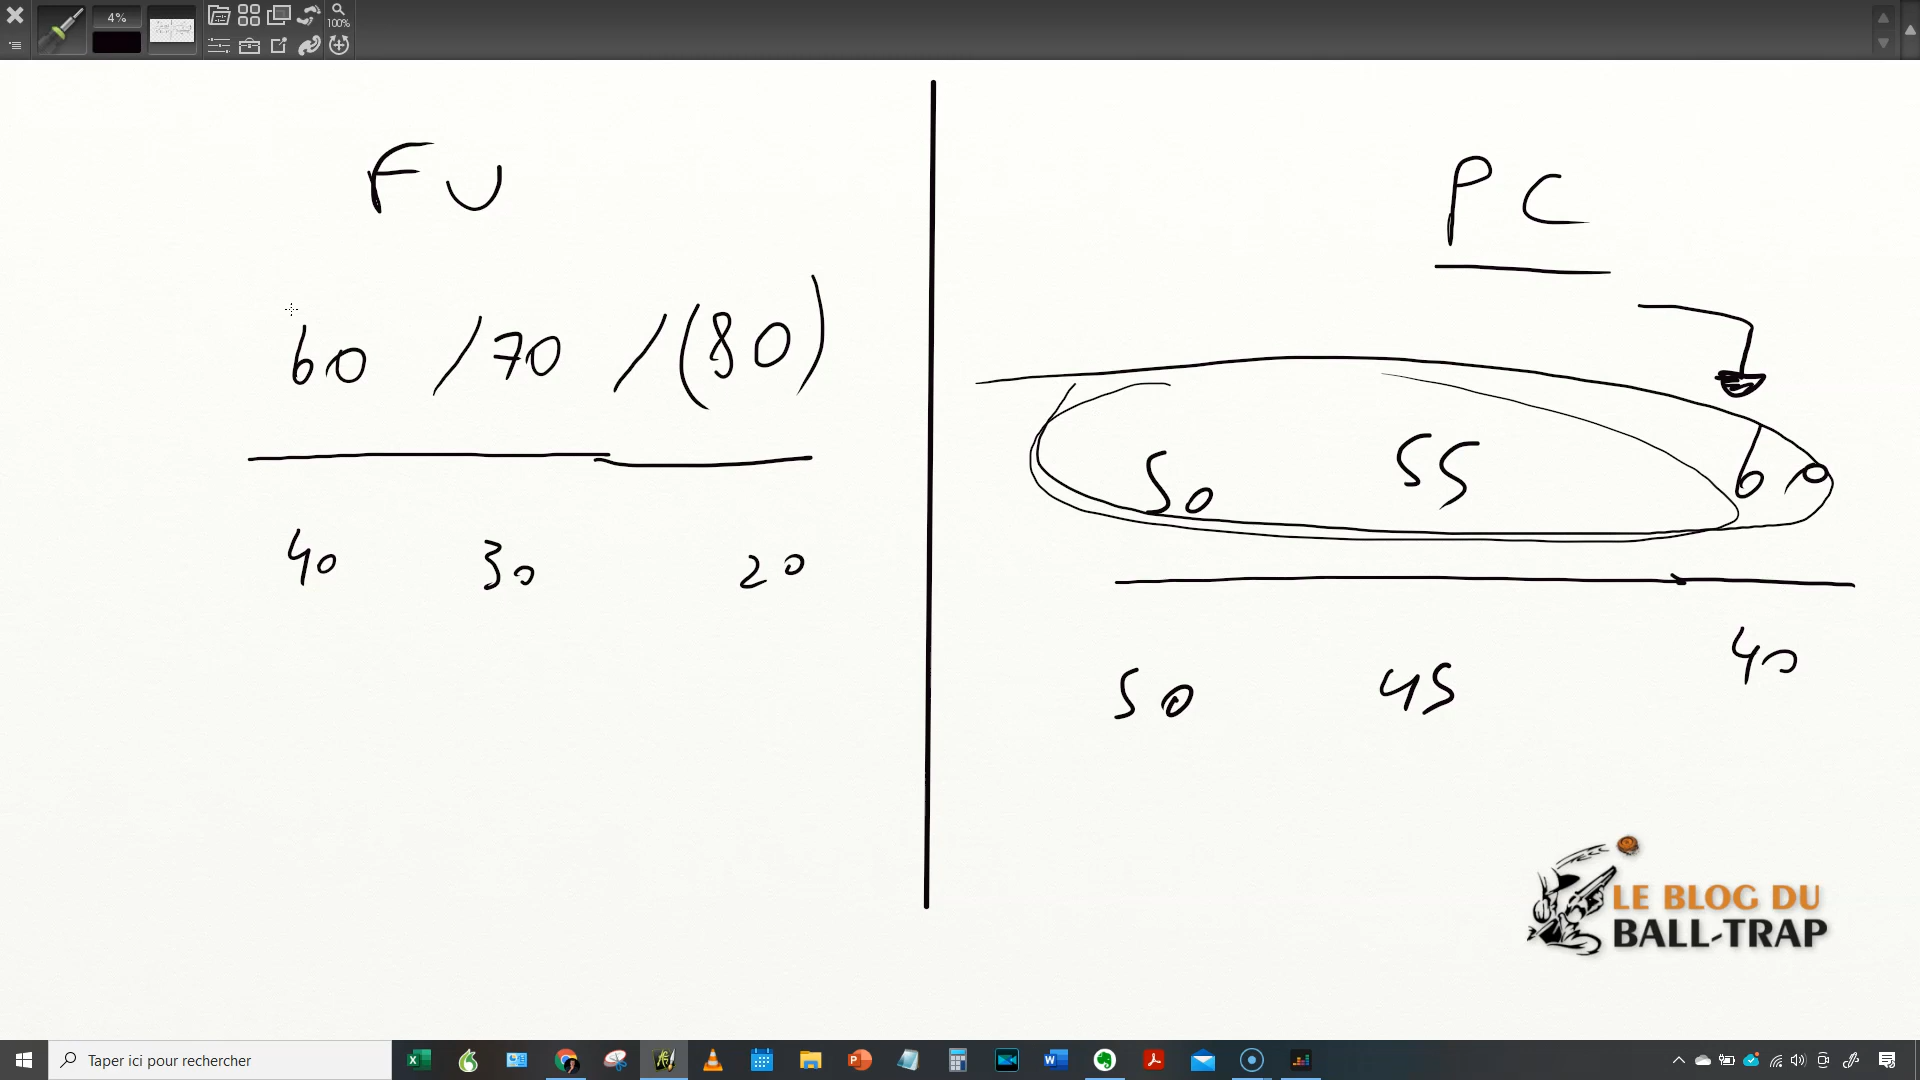 4%
100%
FU
60 /70 /(80)
40 30 20
PC
50 55 60
50 45 40
LE BLOG DU
BALL-TRAP
Taper ici pour rechercher